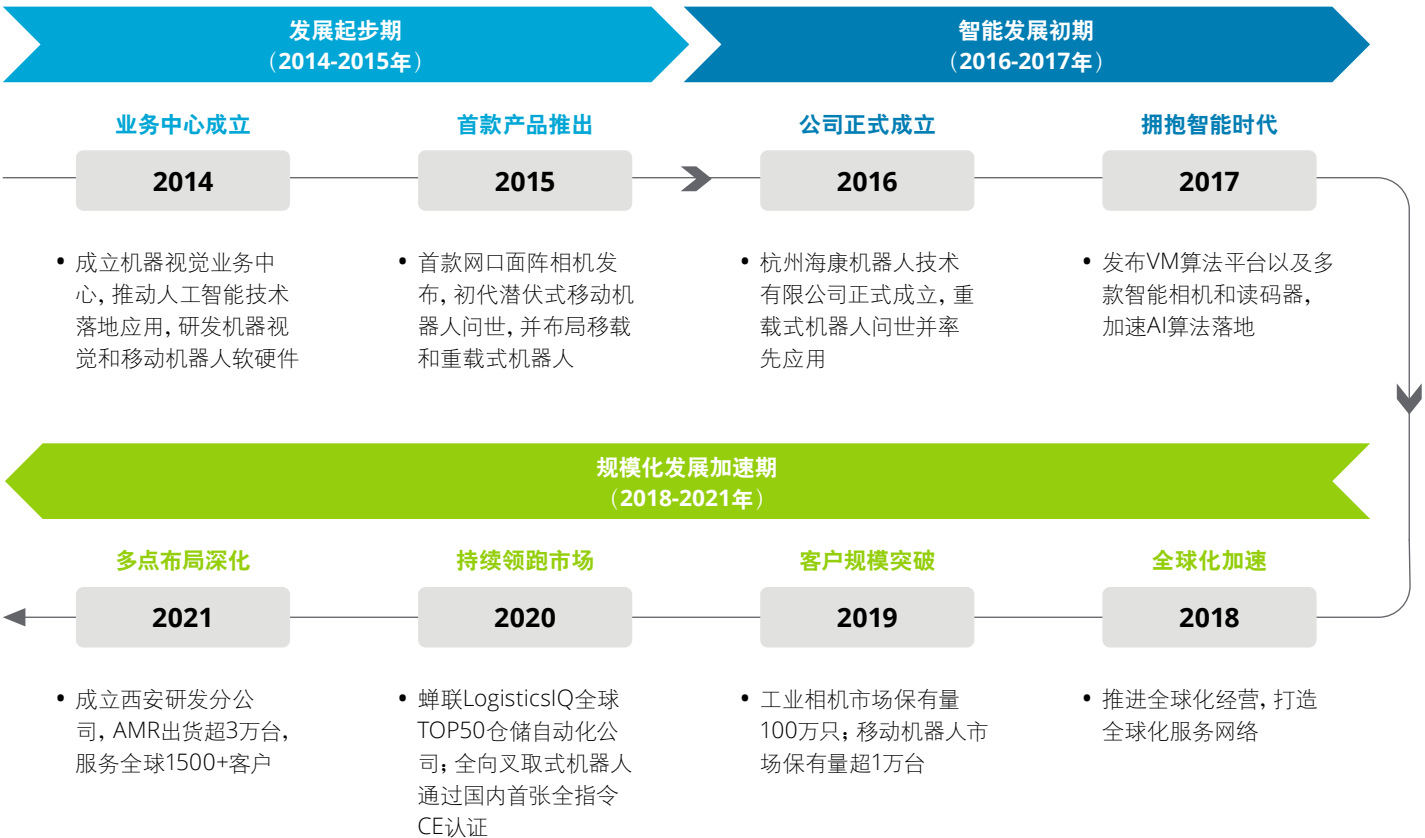 发展起步期
（2014-2015年）
智能发展初期
（2016-2017年）
业务中心成立
2014
成立机器视觉业务中
心，推动人工智能技术
落地应用，研发机器视
觉和移动机器人软硬件
首款产品推出
2015
首款网口面阵相机发
布，初代潜伏式移动机
器人问世，并布局移载
和重载式机器人
公司正式成立
2016
杭州海康机器人技术
有限公司正式成立，重
载式机器人问世并率
先应用
拥抱智能时代
2017
发布VM算法平台以及多
款智能相机和读码器，
加速AI算法落地
规模化发展加速期
（2018-2021年）
多点布局深化
2021
成立西安研发分公
司，AMR出货超3万台，
服务全球1500+客户
持续领跑市场
2020
蝉联LogisticsIQ全球
TOP50仓储自动化公
司；全向叉取式机器人
通过国内首张全指令
CE认证
客户规模突破
2019
工业相机市场保有量
100万只；移动机器人市
场保有量超1万台
全球化加速
2018
推进全球化经营，打造
全球化服务网络